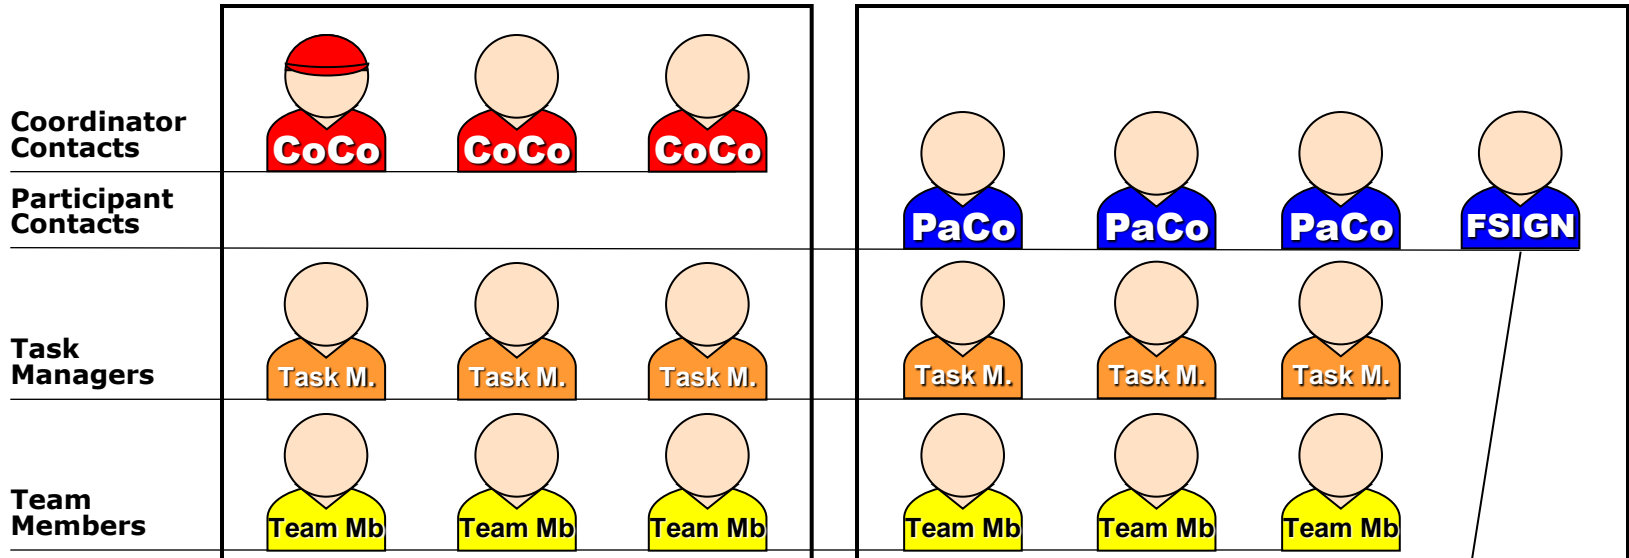 Coordinator
Contacts
CoCo CoCo CoCo
Participant
Contacts
PaCo PaCo PaCo FSIGN
Task
Managers
Task M. Task M. Task M. Task M. Task M. Task M.
Team
Members
Team Mb Team Mb Team Mb Team Mb Team Mb Team Mb